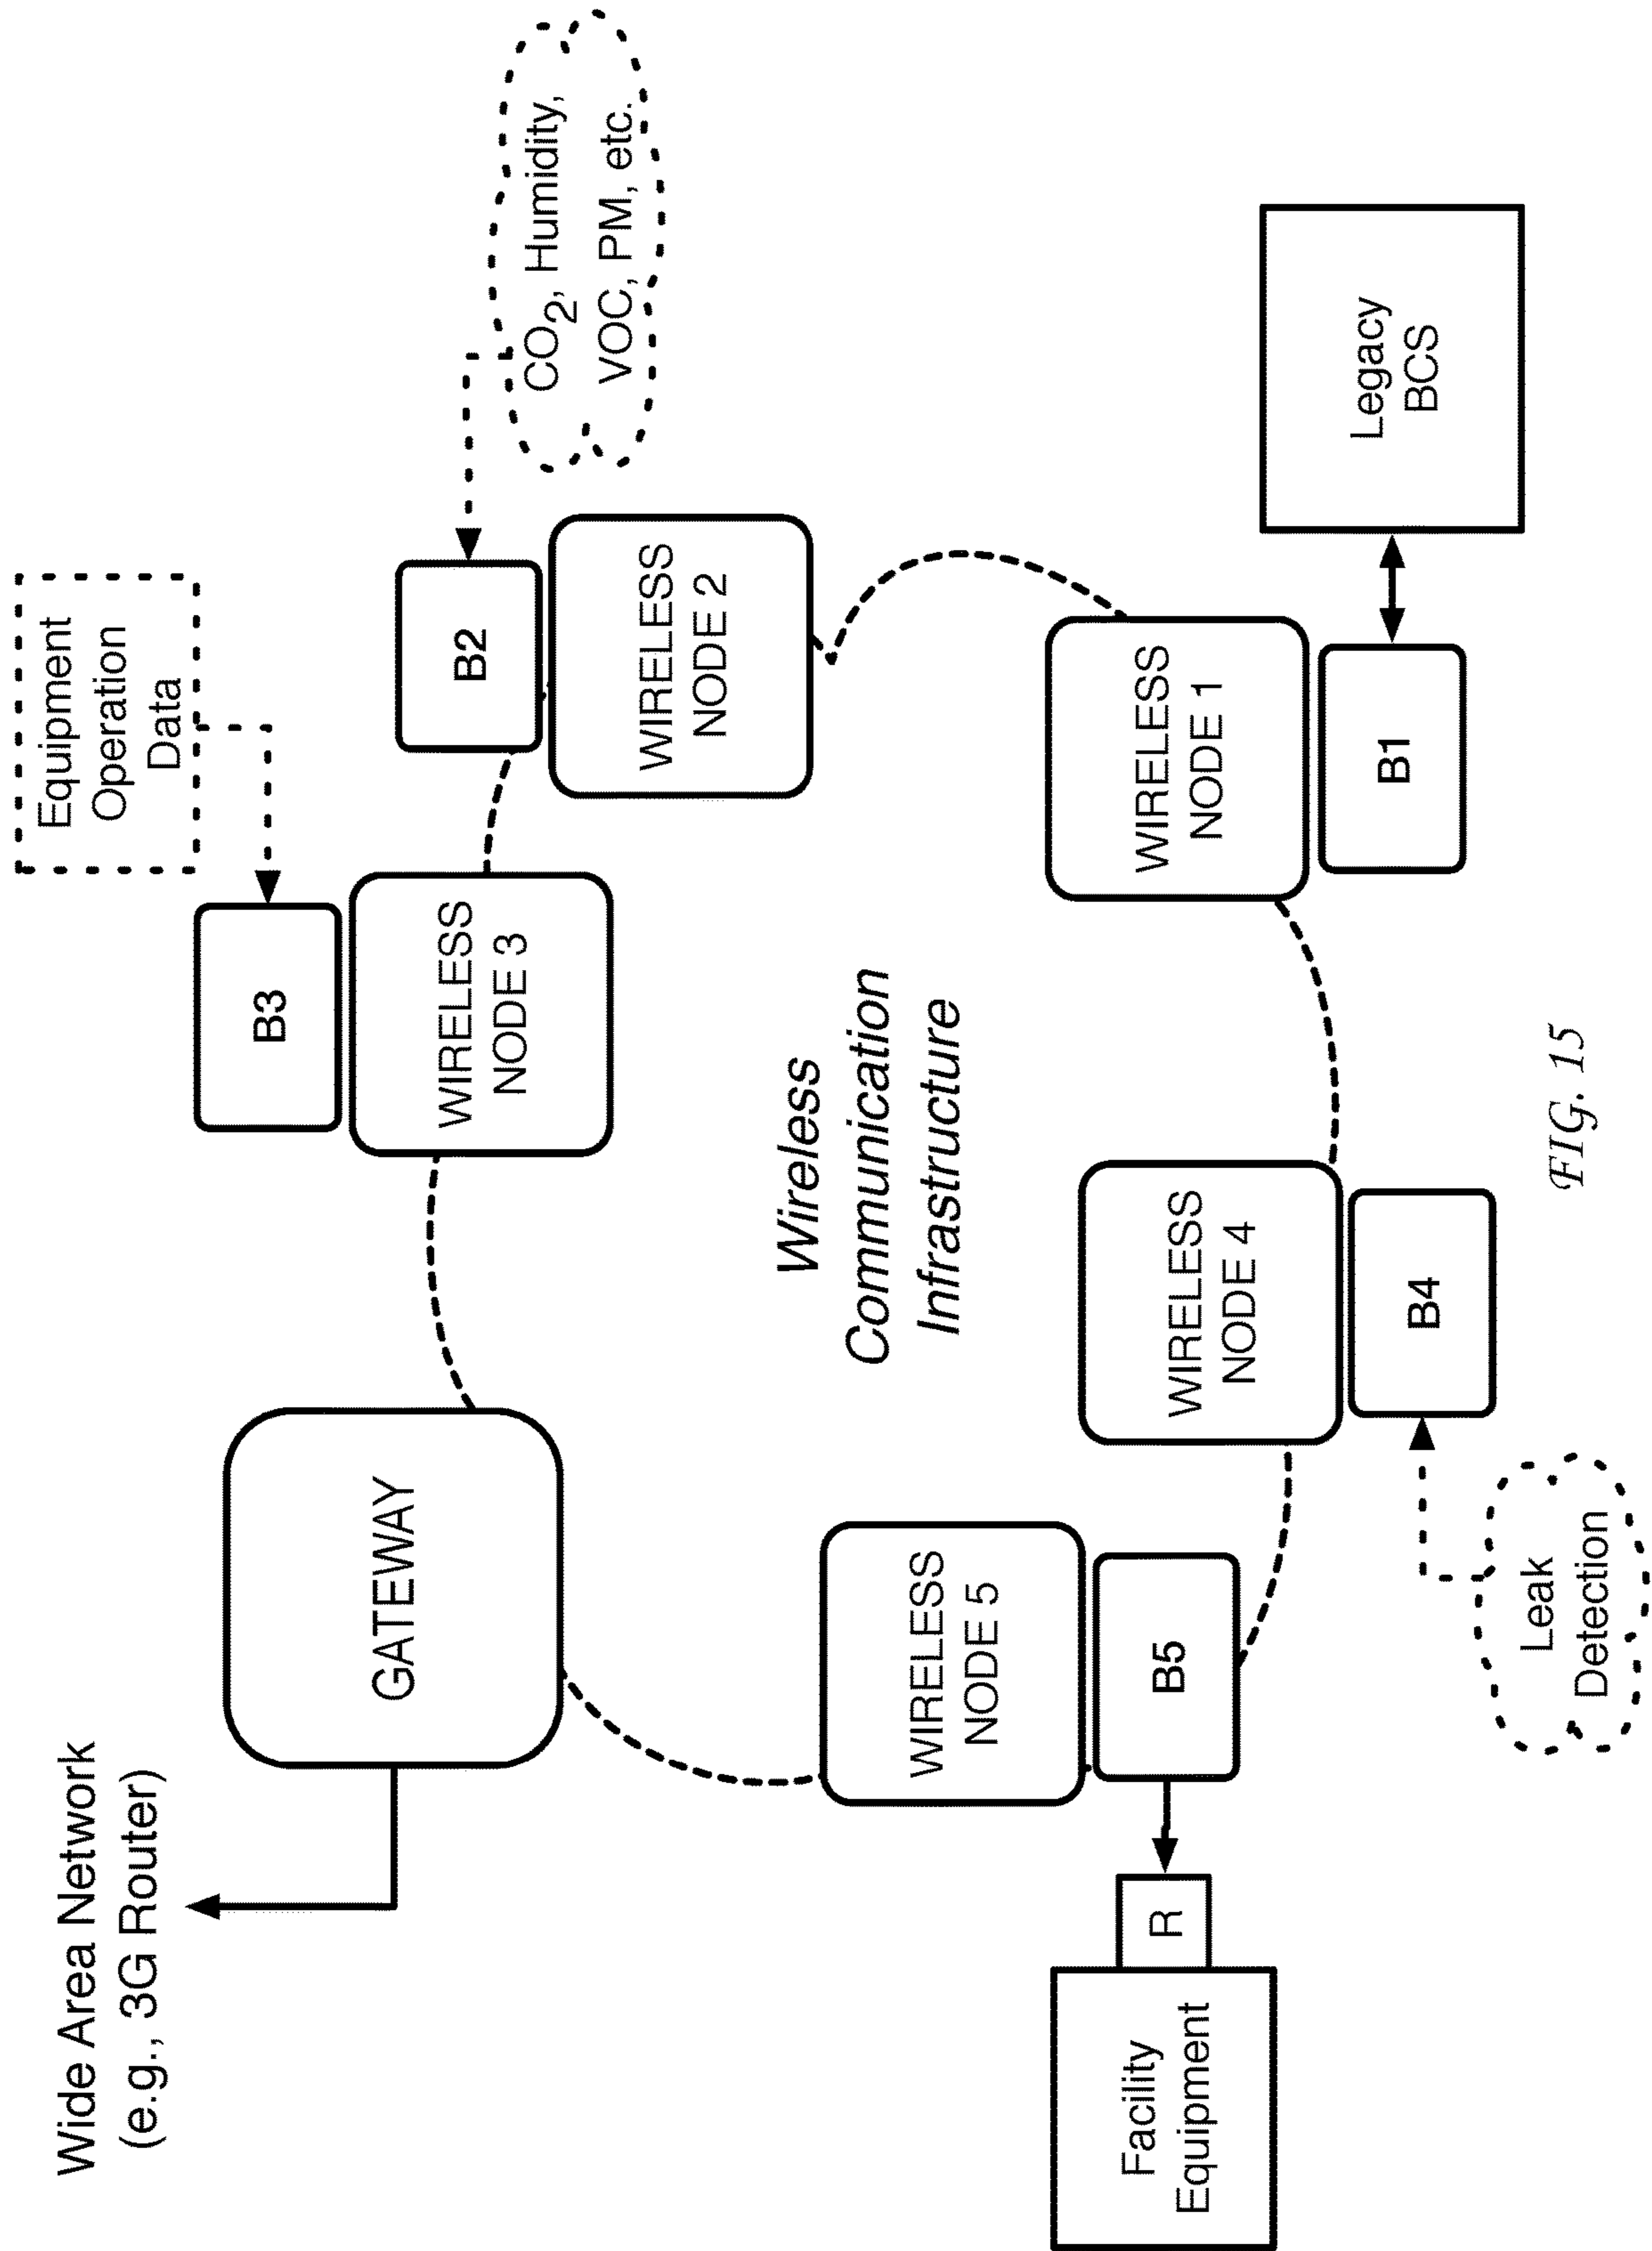 Wide Area Network
(e.g., 3G Router)
Equipment
Operation
Data
B3
GATEWAY
WIRELESS
NODE 3
B2
CO2, Humidity,
VOC, PM, etc.
WIRELESS
NODE 2
Wireless
Communication
Infrastructure
WIRELESS
NODE 5
B5
R
Facility
Equipment
WIRELESS
NODE 4
B4
WIRELESS
NODE 1
B1
Legacy
BCS
Leak
Detection
FIG. 15